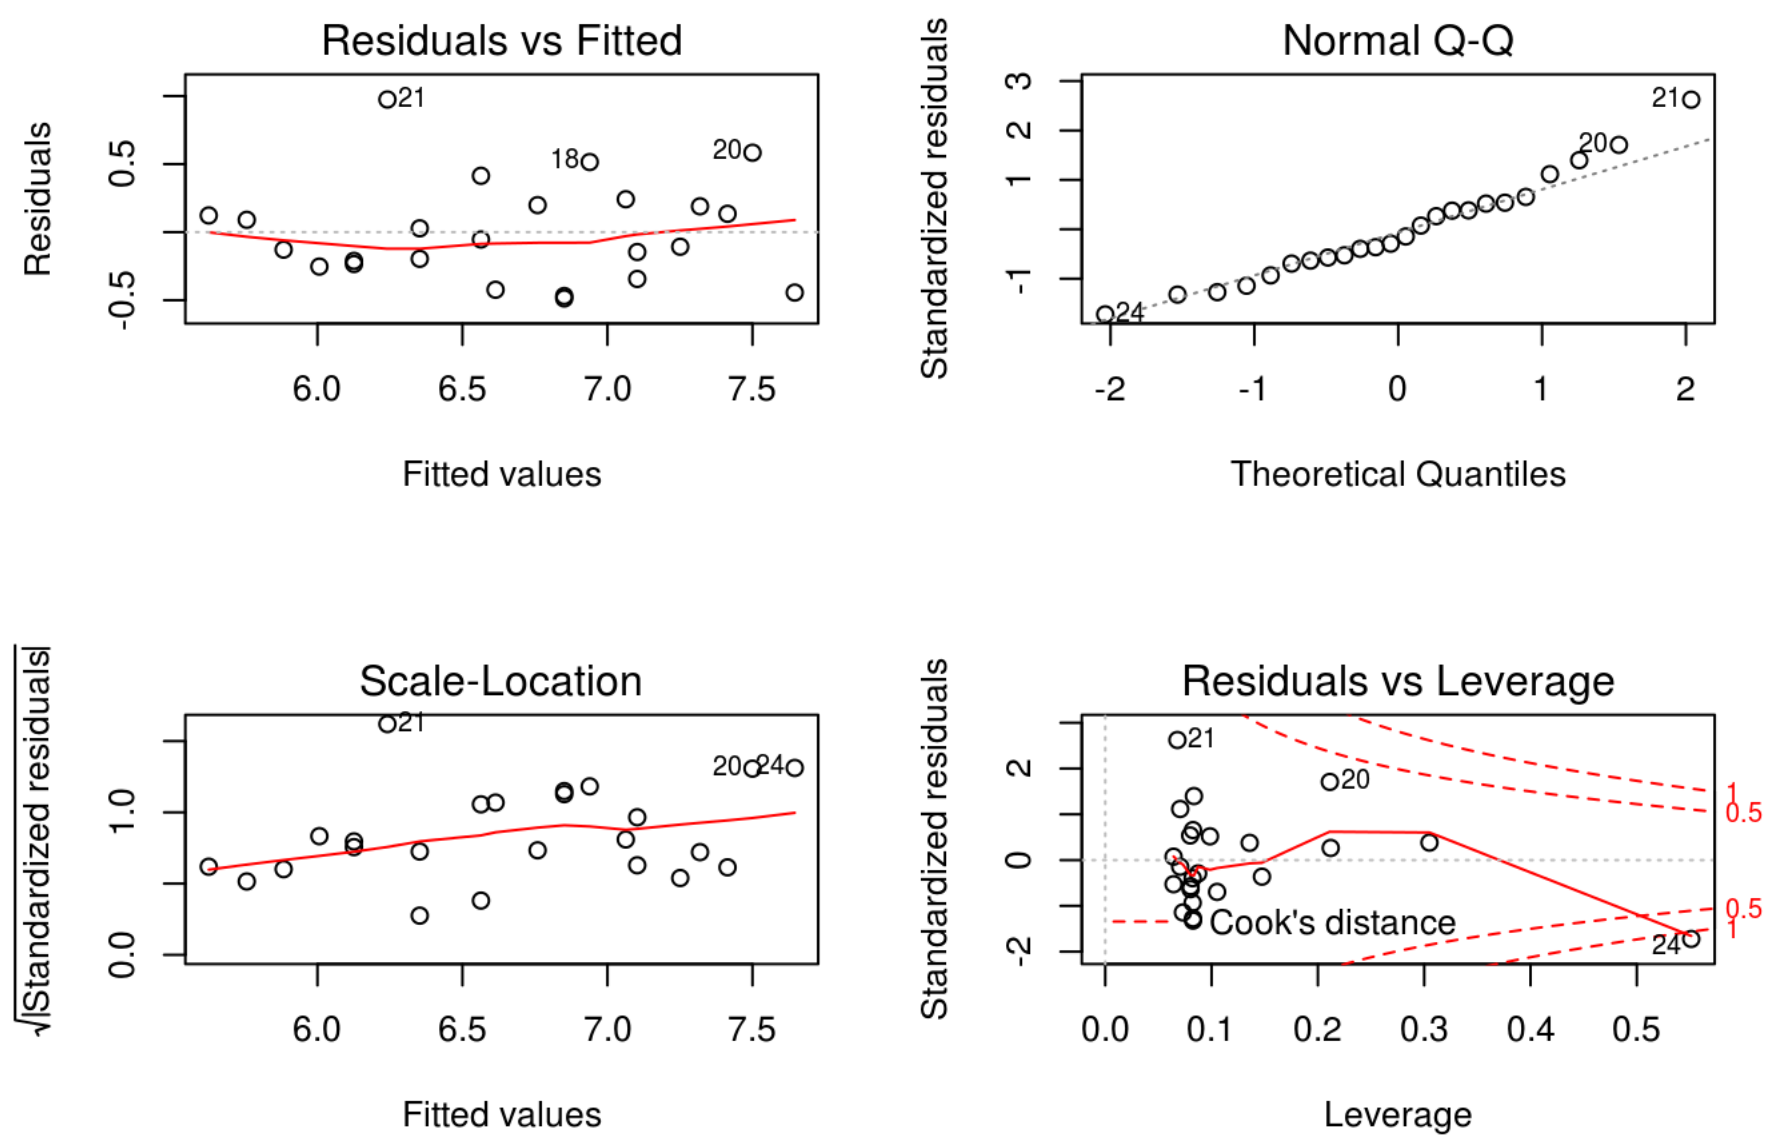 Residuals vs Fitted
Residuals
0.5
-0.5
21
18
20
6.0 6.5 7.0 7.5
Fitted values
Normal Q-Q
Standardized residuals
3
2
1
-1
21
20
24
-2 -1 0 1 2
Theoretical Quantiles
Scale-Location
√|Standardized residuals|
1.0
0.0
21
20
24
6.0 6.5 7.0 7.5
Fitted values
Residuals vs Leverage
Standardized residuals
2
0
-2
21
20
1
0.5
0.5
1
Cook's distance
24
0.0 0.1 0.2 0.3 0.4 0.5
Leverage